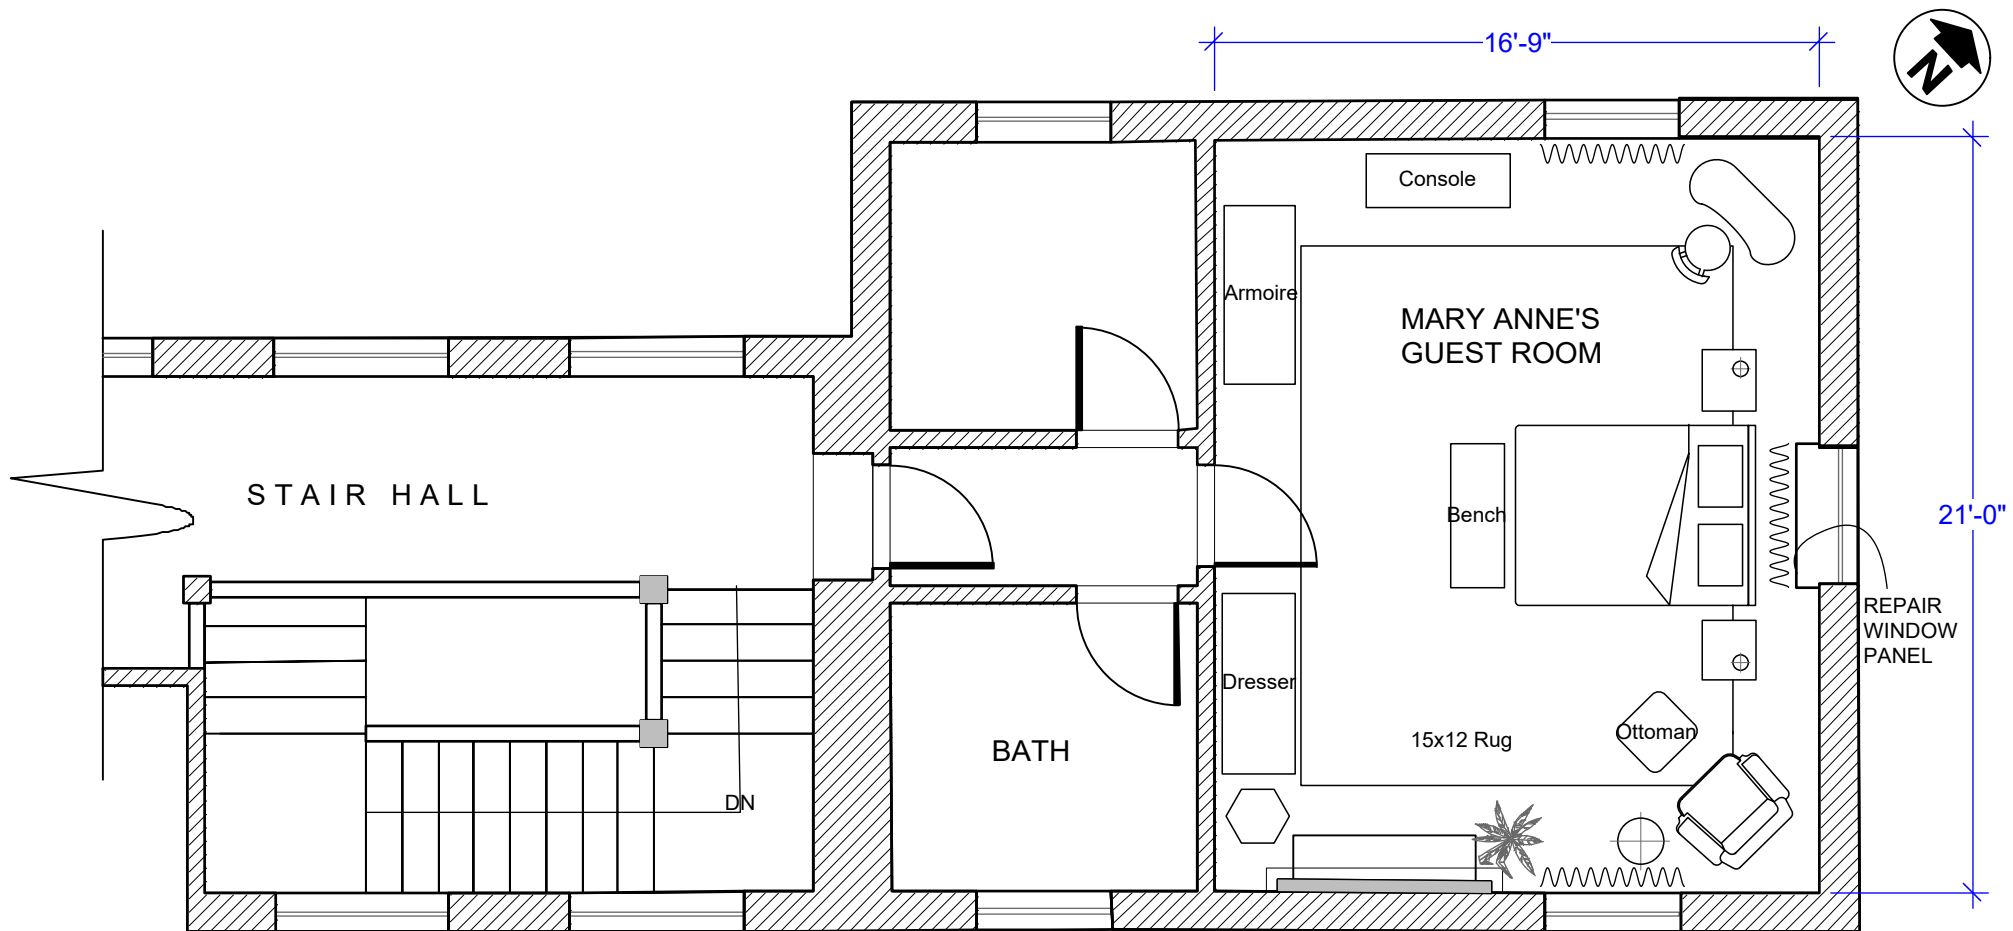 16'-9"
N
Console
Armoire
MARY ANNE'S
GUEST ROOM
STAIR HALL
Bench
21'-0"
REPAIR
WINDOW
PANEL
Dresser
Ottoman
15x12 Rug
BATH
DN